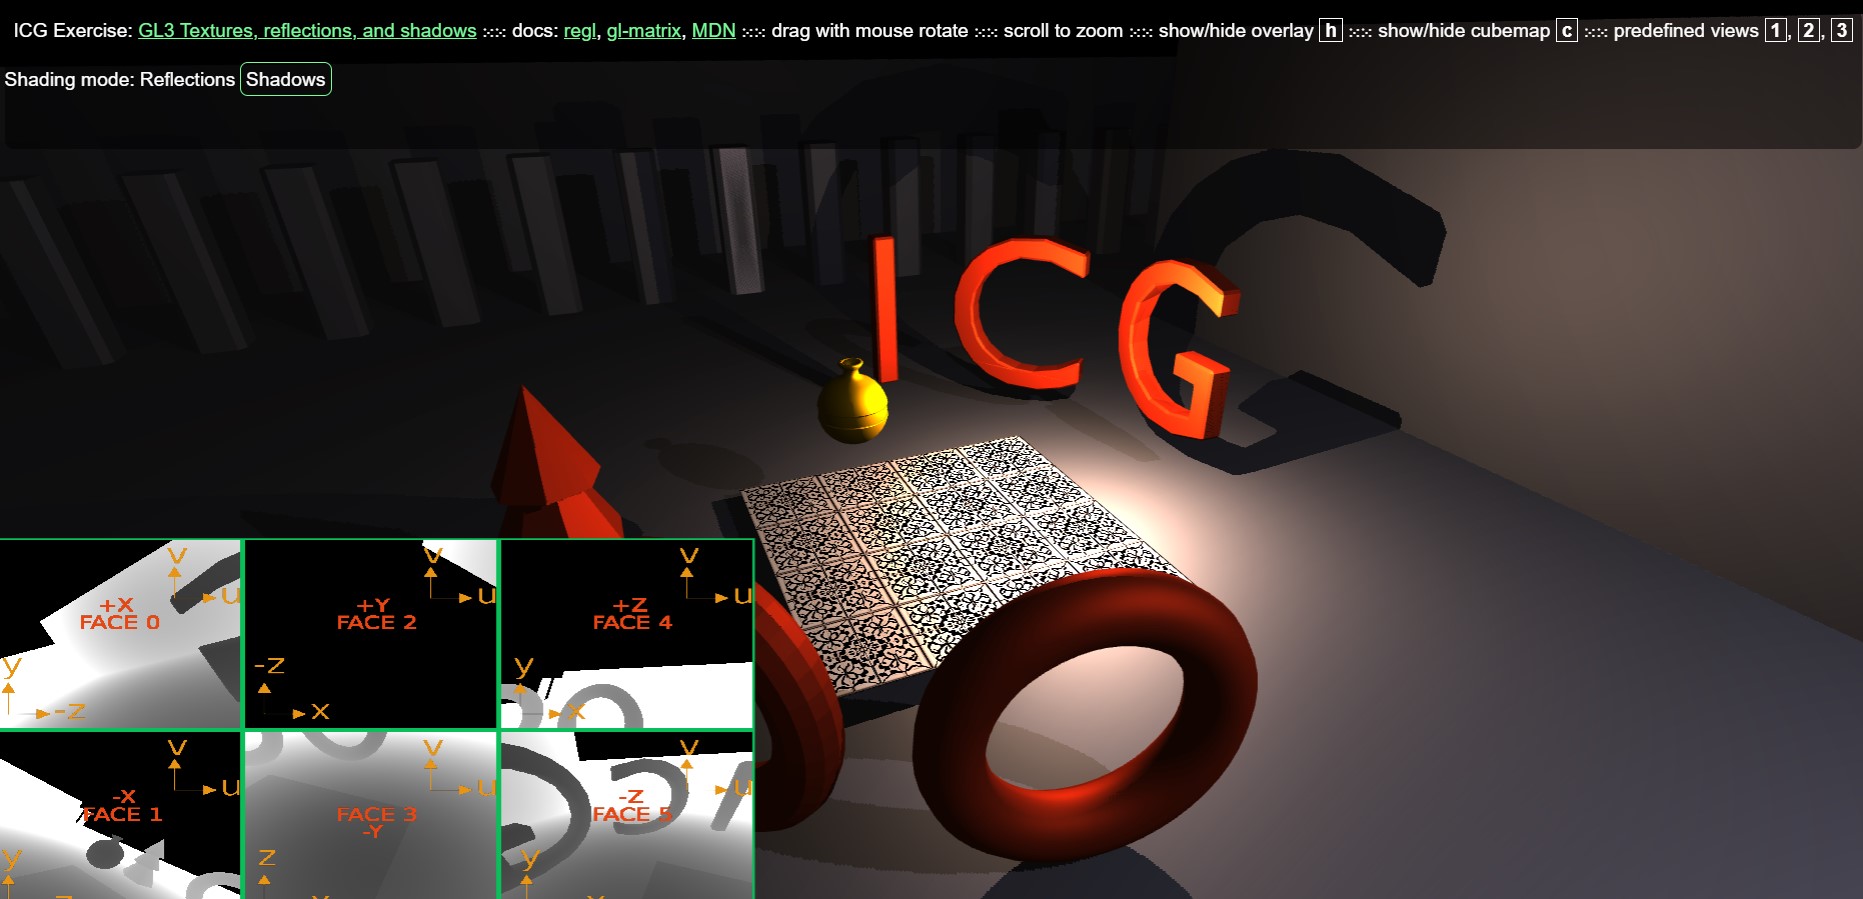 ICG Exercise: GL3 Textures, reflections, and shadows :::: docs: regl, gl-matrix, MDN :::: drag with mouse rotate :::: scroll to zoom :::: show/hide overlay h :::: show/hide cubemap c :::: predefined views 1, 2, 3
Shading mode: Reflections Shadows
I C G
v
u
+X
FACE 0
y
-z
v
u
+Y
FACE 2
-z
x
v
u
+Z
FACE 4
y
x
v
u
-X
FACE 1
y
v
u
FACE 3
-Y
z
v
u
-Z
FACE 5
y